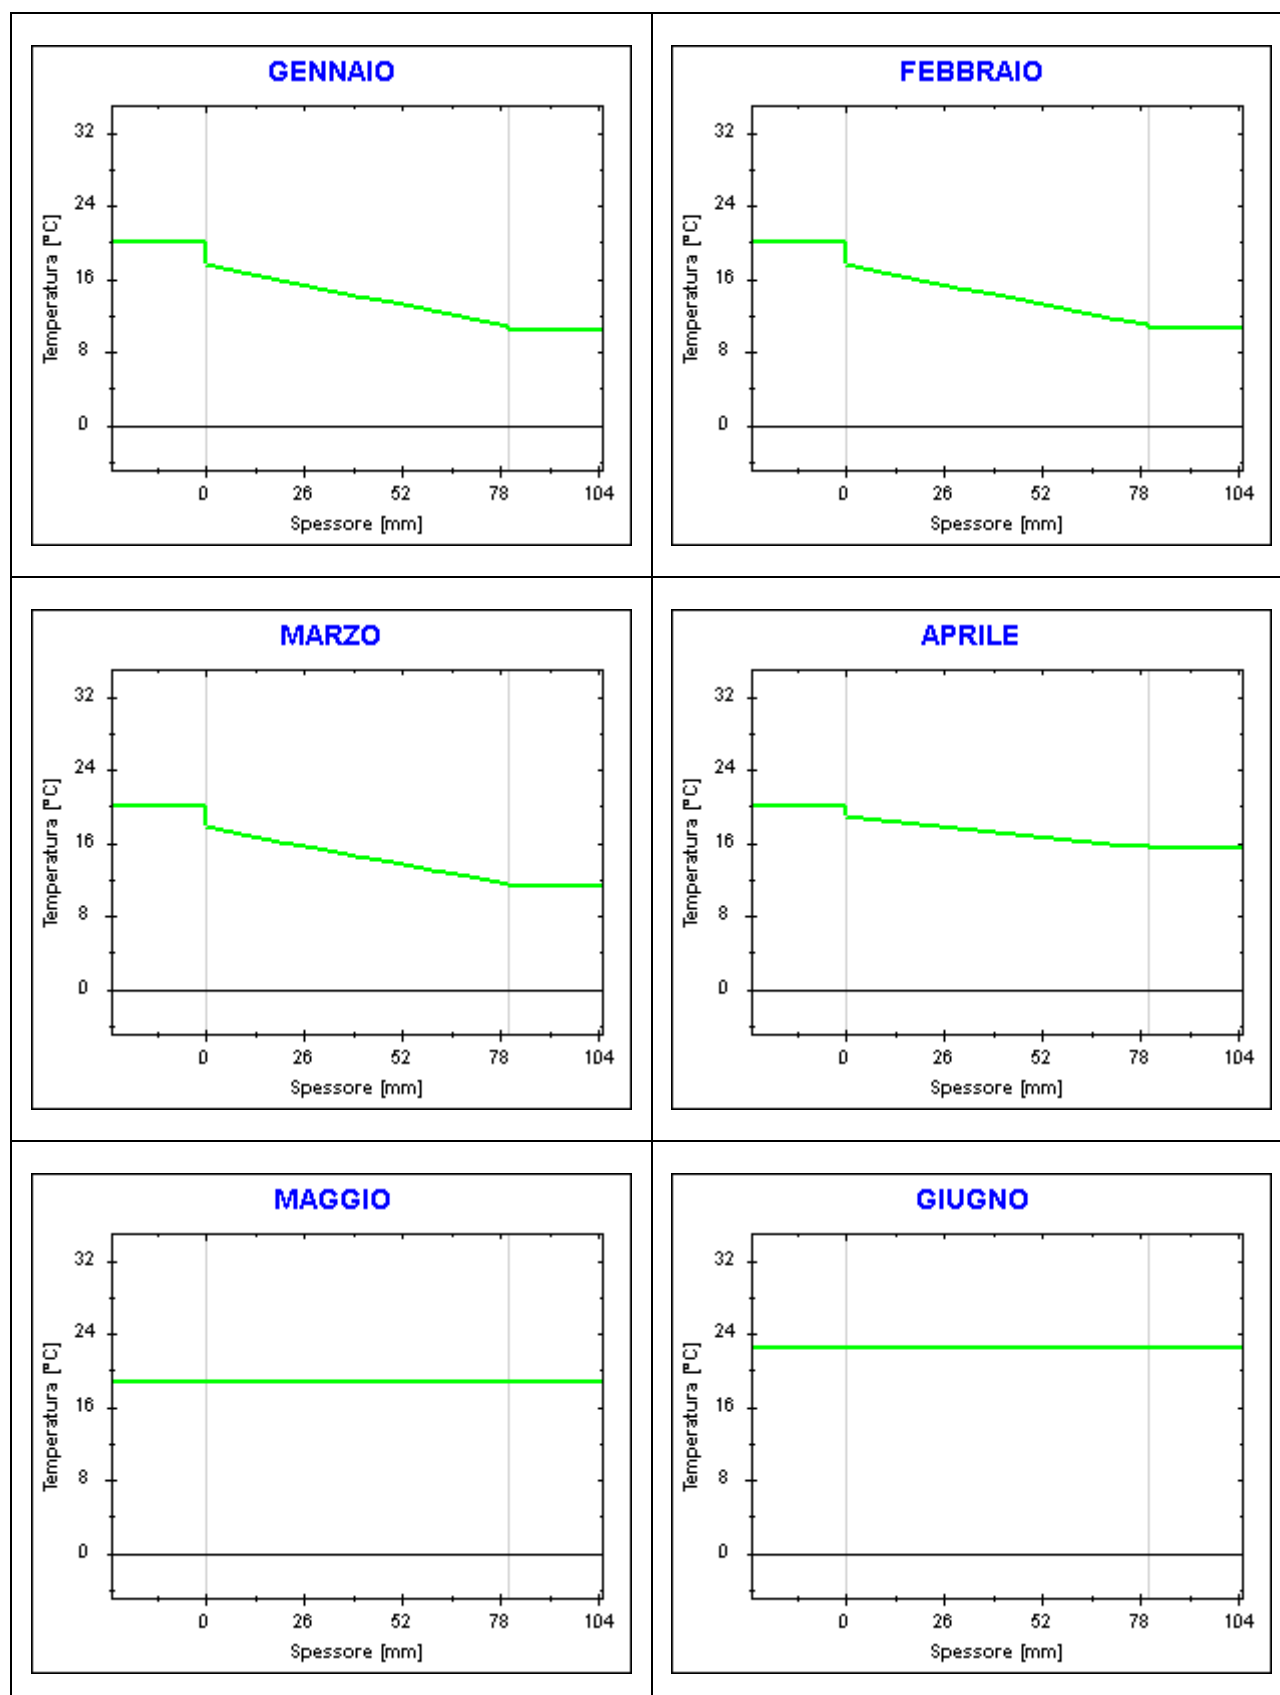 GENNAIO
32
24
16
8
0
Temperatura [°C]
0 26 52 78 104
Spessore [mm]
FEBBRAIO
32
24
16
8
0
Temperatura [°C]
0 26 52 78 104
Spessore [mm]
MARZO
32
24
16
8
0
Temperatura [°C]
0 26 52 78 104
Spessore [mm]
APRILE
32
24
16
8
0
Temperatura [°C]
0 26 52 78 104
Spessore [mm]
MAGGIO
32
24
16
8
0
Temperatura [°C]
0 26 52 78 104
Spessore [mm]
GIUGNO
32
24
16
8
0
Temperatura [°C]
0 26 52 78 104
Spessore [mm]